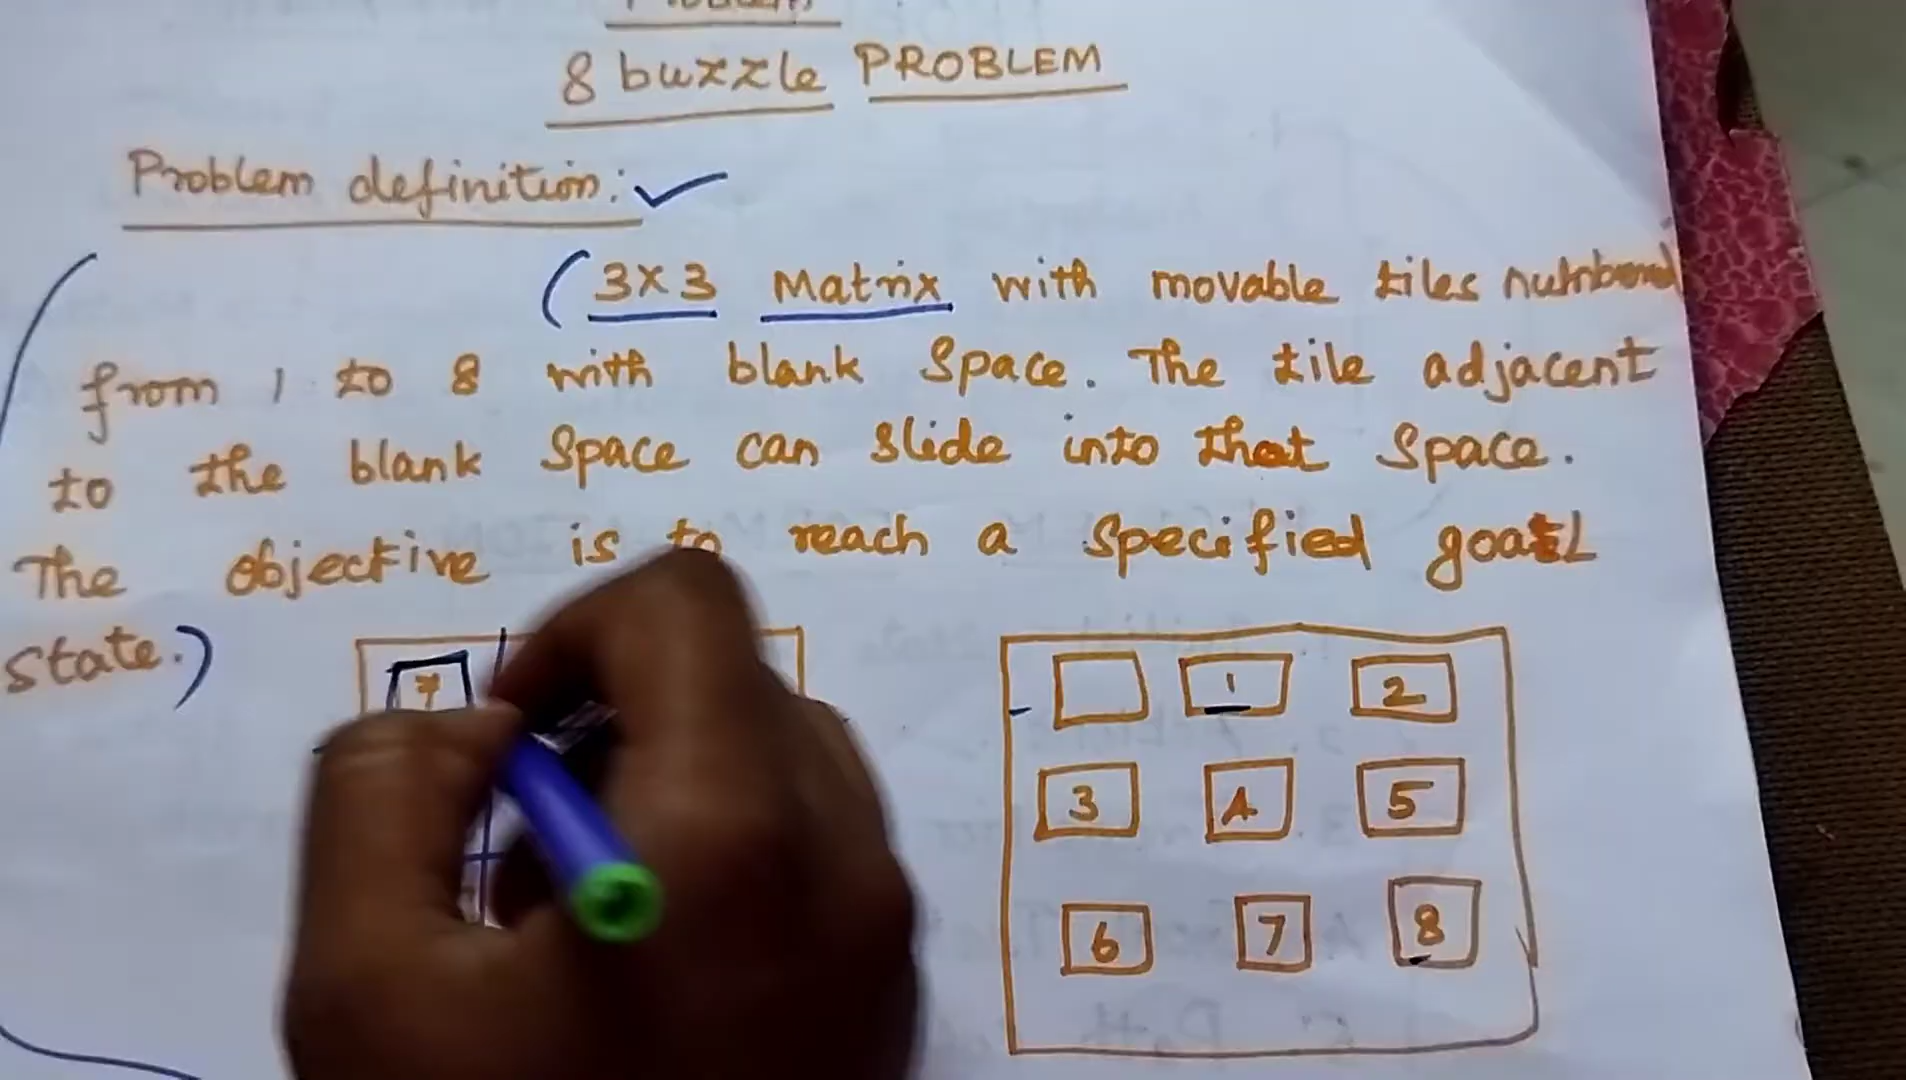 Problem
8 buzzle PROBLEM
Problem definition:
(3x3 Matrix with movable tiles numbered
from 1 to 8 with blank Space. The tile adjacent
to the blank Space can slide into that Space.
The objective is to reach a specified goal
state.)
7
1 2
3 4 5
6 7 8